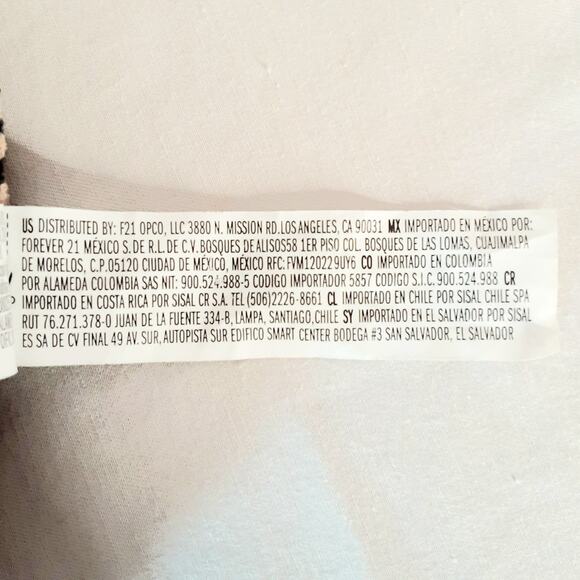 US DISTRIBUTED BY: F21 OPCO, LLC 3880 N. MISSION RD.LOS ANGELES, CA 90031 MX IMPORTADO EN MÉXICO POR:
FOREVER 21 MÉXICO S. DE R.L. DE C.V. BOSQUES DE ALISOS58 1ER PISO COL. BOSQUES DE LAS LOMAS, CUAJIMALPA
DE MORELOS, C.P.05120 CIUDAD DE MÉXICO, MÉXICO RFC: FVM120229UY6 CO IMPORTADO EN COLOMBIA
POR ALAMEDA COLOMBIA SAS NIT: 900.524.988-5 CODIGO IMPORTADOR 5857 CODIGO S.I.C. 900.524.988 CR
IMPORTADO EN COSTA RICA POR SISAL CR S.A. TEL (506)2226-8661 CL IMPORTADO EN CHILE POR SISAL CHILE SPA
RUT 76.271.378-0 JUAN DE LA FUENTE 334-B, LAMPA, SANTIAGO,CHILE SY IMPORTADO EN EL SALVADOR POR SISAL
ES SA DE CV FINAL 49 AV. SUR, AUTOPISTA SUR EDIFICO SMART CENTER BODEGA #3 SAN SALVADOR, EL SALVADOR